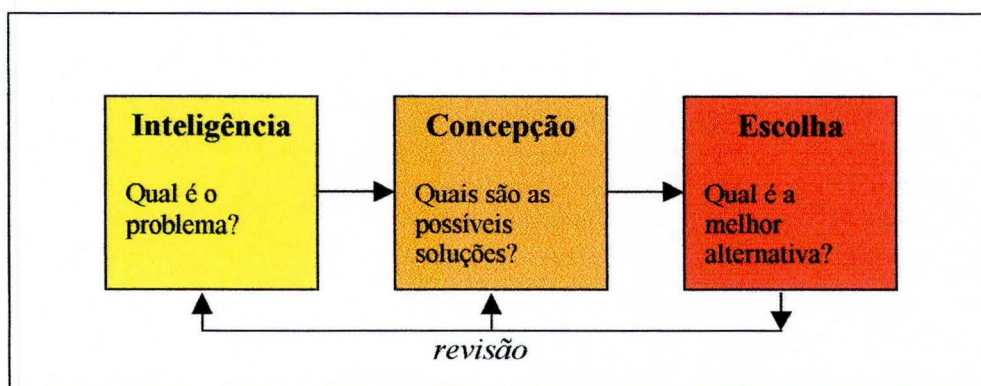 Inteligência
Qual é o
problema?
Concepção
Quais são as
possíveis
soluções?
Escolha
Qual é a
melhor
alternativa?
revisão